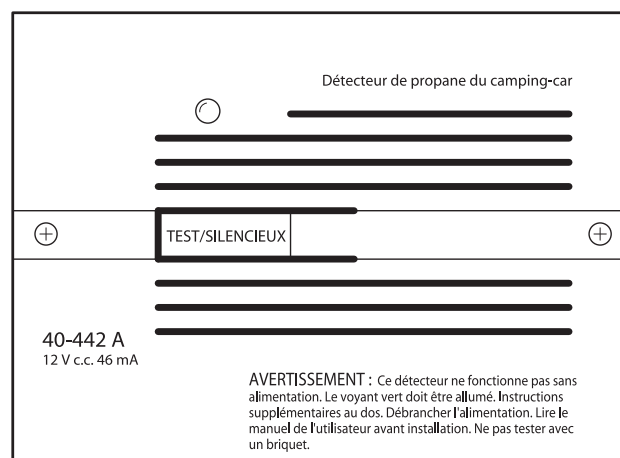 Détecteur de propane du camping-car
TEST/SILENCIEUX
40-442 A
12 V c.c. 46 mA
AVERTISSEMENT : Ce détecteur ne fonctionne pas sans
alimentation. Le voyant vert doit être allumé. Instructions
supplémentaires au dos. Débrancher l'alimentation. Lire le
manuel de l'utilisateur avant installation. Ne pas tester avec
un briquet.